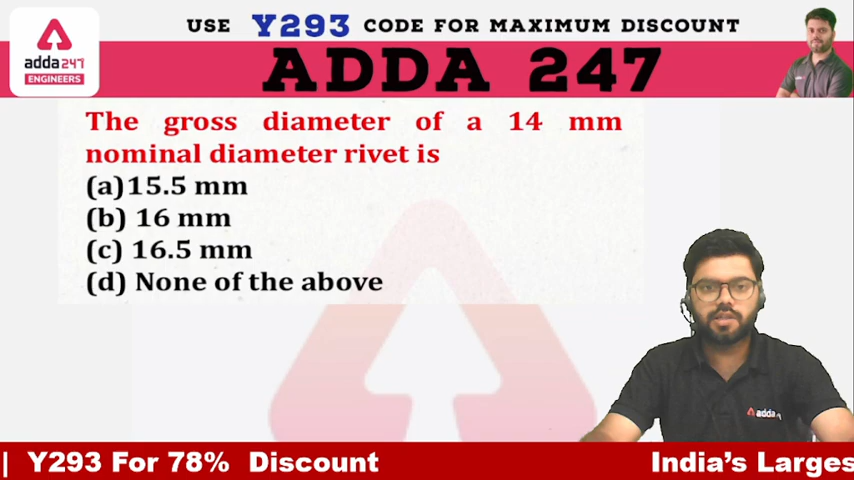 USE Y293 CODE FOR MAXIMUM DISCOUNT
adda247
ENGINEERS
ADDA 247
The gross diameter of a 14 mm
nominal diameter rivet is
(a)15.5 mm
(b) 16 mm
(c) 16.5 mm
(d) None of the above
adda
| Y293 For 78% Discount
India's Larges